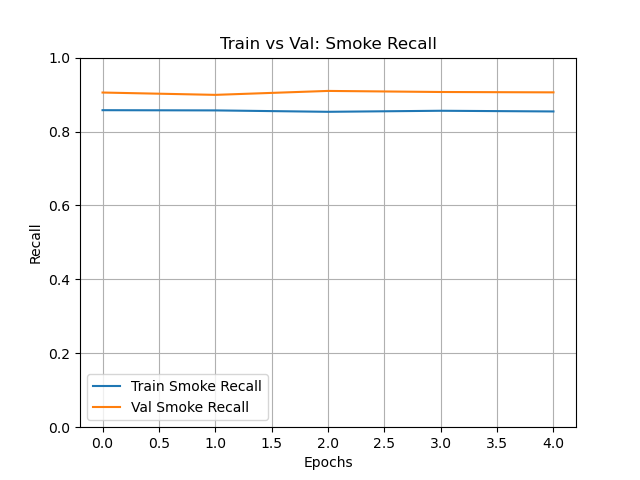 Train vs Val: Smoke Recall
1.0
0.8
0.6
0.4
0.2
0.0
Recall
Train Smoke Recall
Val Smoke Recall
0.0 0.5 1.0 1.5 2.0 2.5 3.0 3.5 4.0
Epochs